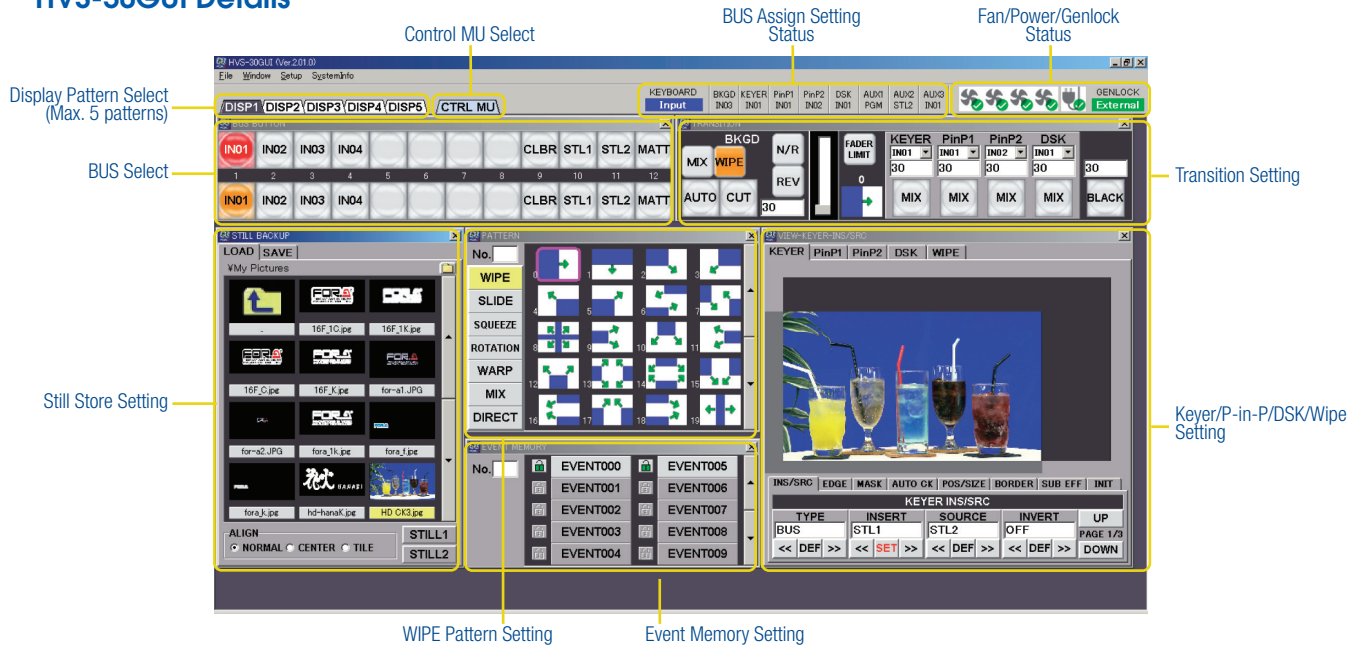 HVS-30GUI Details
BUS Assign Setting
Status
Fan/Power/Genlock
Status
Control MU Select
HVS-30GUI (Ver.2.01.0)
File Window Setup SystemInfo
Display Pattern Select
(Max. 5 patterns)
DISP1 DISP2 DISP3 DISP4 DISP5 CTRL MU
KEYBOARD BKGD KEYER PinP1 PinP2 DSK AUX1 AUX2 AUX3
Input IN03 IN01 IN01 IN02 IN01 PGM STL2 IN01
GENLOCK
External
BUS BUTTON
IN01 IN02 IN03 IN04 CLBR STL1 STL2 MATT
1 2 3 4 5 6 7 8 9 10 11 12
IN01 IN02 IN03 IN04 CLBR STL1 STL2 MATT
BUS Select
TRANSITION
BKGD
MIX WIPE N/R
REV
AUTO CUT 30
FADER
LIMIT
0
KEYER PinP1 PinP2 DSK
IN01 IN01 IN02 IN01
30 30 30 30 30
MIX MIX MIX MIX BLACK
Transition Setting
STILL BACKUP
LOAD SAVE
¥My Pictures
. 16F_1C.jpg 16F_1K.jpg
16F_C.jpg 16F_K.jpg for-a1.JPG
for-a2.JPG fora_1k.jpg fora_f.jpg
HANABI
fora_k.jpg hd-hanaK.jpg HD CK3.jpg
ALIGN
NORMAL CENTER TILE
STILL1
STILL2
Still Store Setting
PATTERN
No.
WIPE
SLIDE
SQUEEZE
ROTATION
WARP
MIX
DIRECT
0 1 2 3
4 5 6 7
8 9 10 11
12 13 14 15
16 17 18 19
EVENT MEMORY
No.
EVENT000 EVENT005
EVENT001 EVENT006
EVENT002 EVENT007
EVENT003 EVENT008
EVENT004 EVENT009
VIEW-KEYER-INS/SRC
KEYER PinP1 PinP2 DSK WIPE
INS/SRC EDGE MASK AUTO CK POS/SIZE BORDER SUB EFF INIT
KEYER INS/SRC
TYPE INSERT SOURCE INVERT UP
BUS STL1 STL2 OFF PAGE 1/3
<< DEF >> << SET >> << DEF >> << DEF >> DOWN
Keyer/P-in-P/DSK/Wipe
Setting
WIPE Pattern Setting
Event Memory Setting